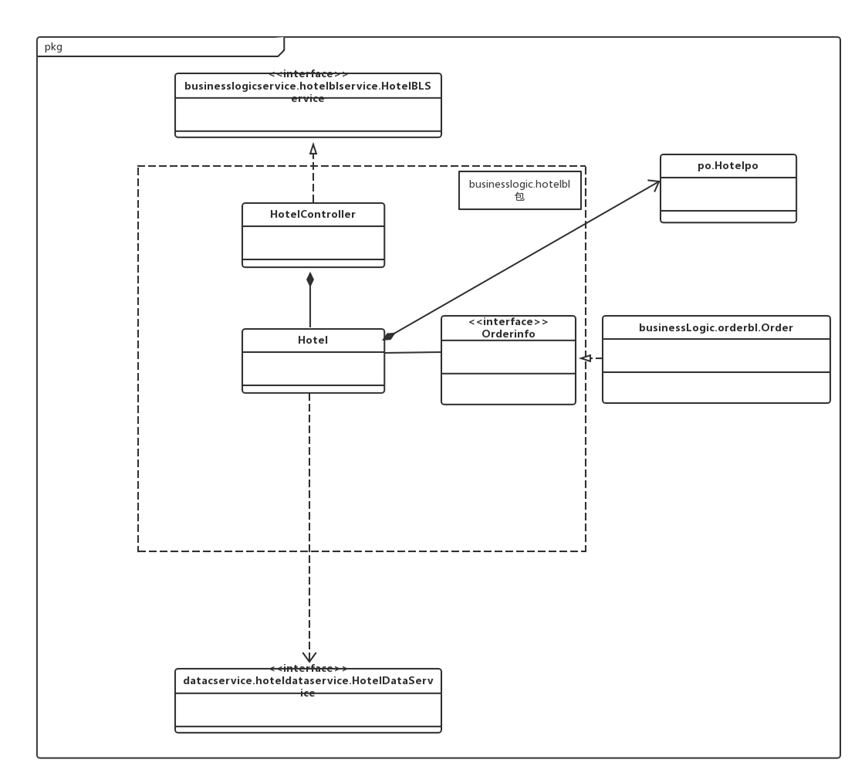 pkg
<<interface>>
businesslogicservice.hotelblservice.HotelBLS
ervice
businesslogic.hotelbl
包
po.Hotelpo
HotelController
<<interface>>
Orderinfo
businessLogic.orderbl.Order
Hotel
<<interface>>
datacservice.hoteldataservice.HotelDataServ
ice